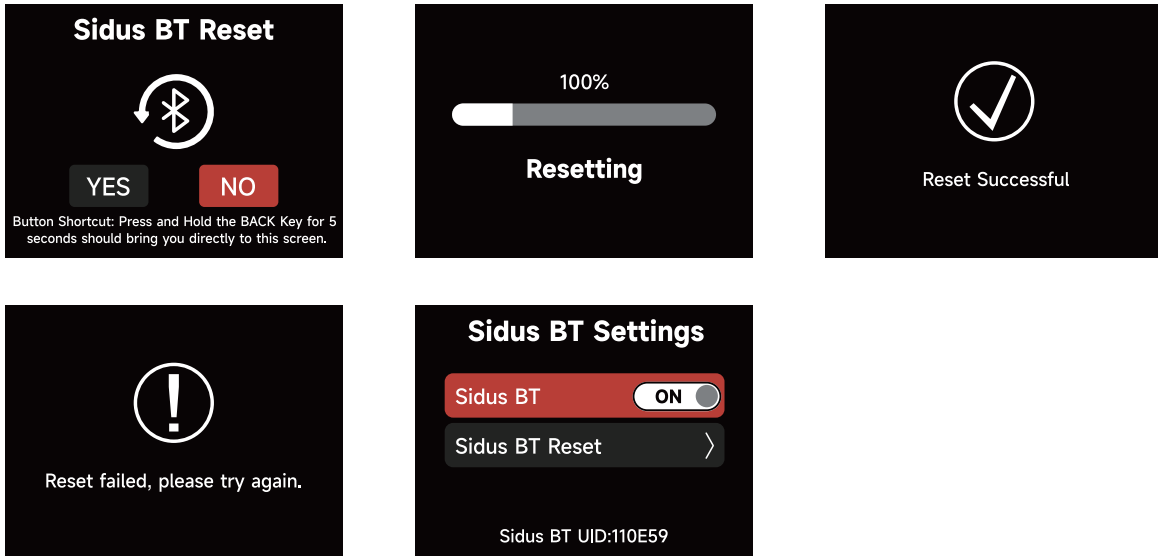 Sidus BT Reset
YES
NO
Button Shortcut: Press and Hold the BACK Key for 5
seconds should bring you directly to this screen.
100%
Resetting
Reset Successful
Reset failed, please try again.
Sidus BT Settings
Sidus BT
ON
Sidus BT Reset
Sidus BT UID:110E59